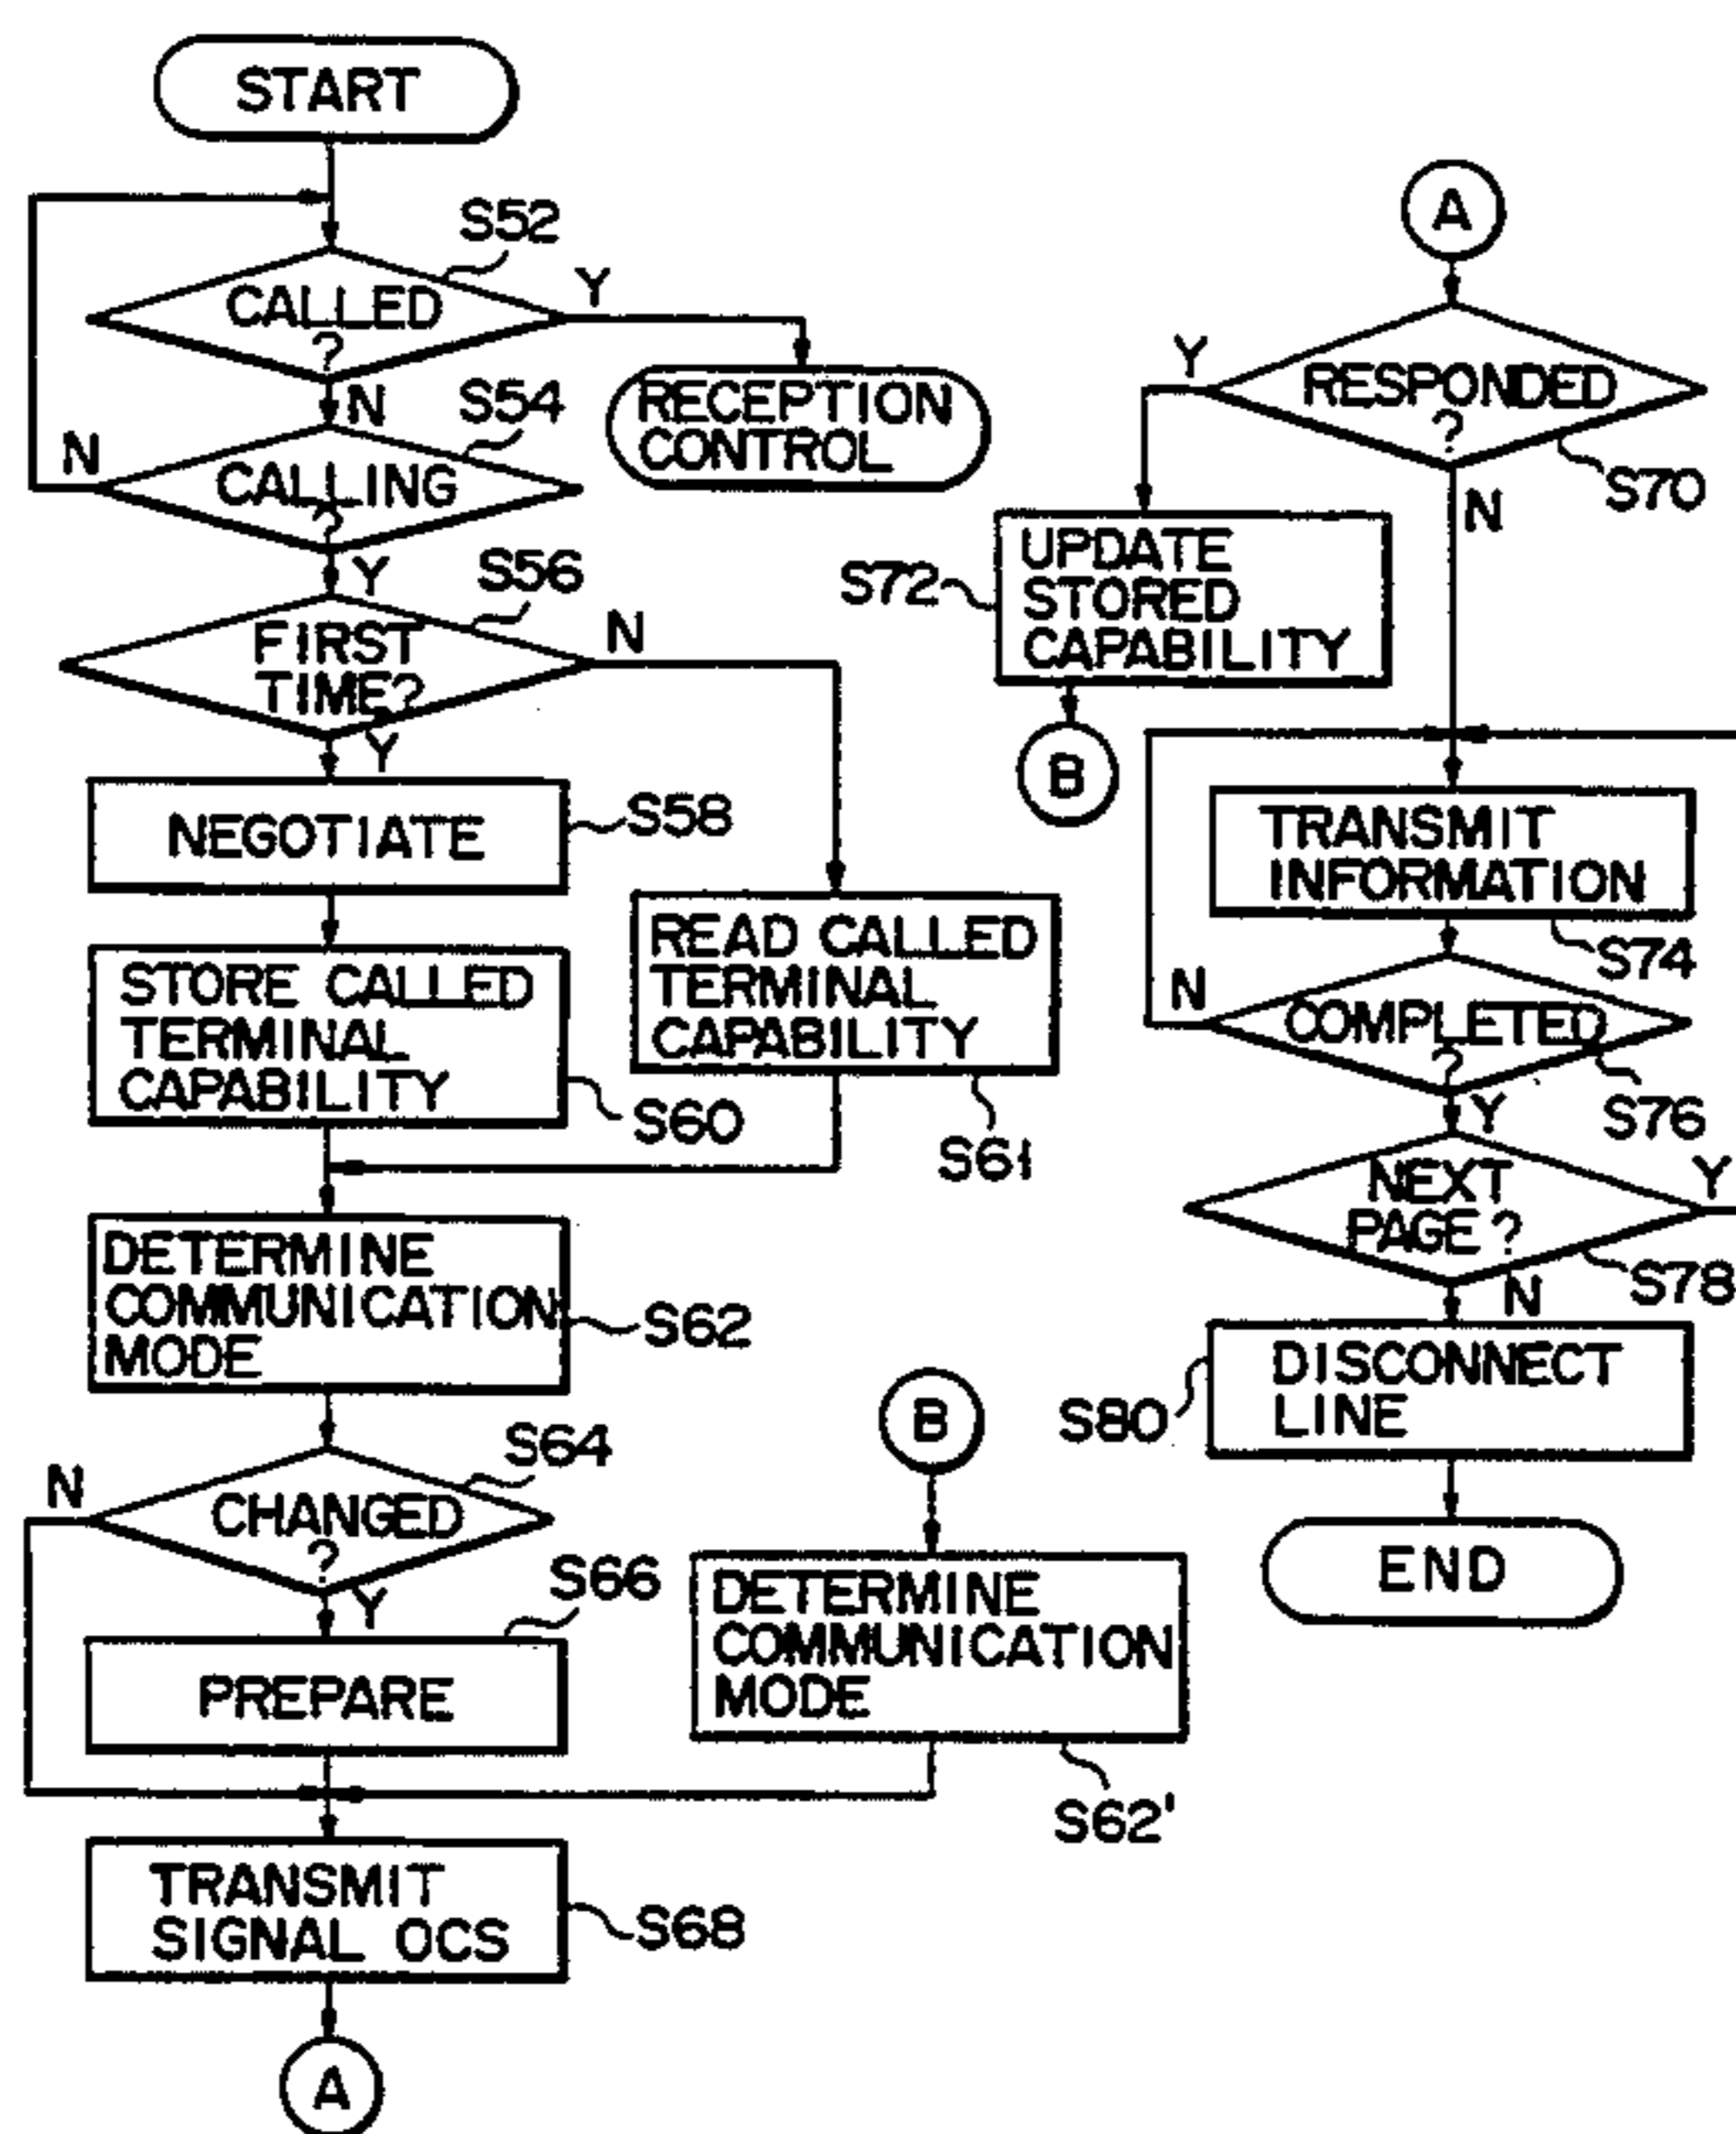 START
S52
CALLED
?
Y
N
RECEPTION
CONTROL
S54
N
CALLING
?
Y
S56
FIRST
TIME?
N
Y
NEGOTIATE
S58
STORE CALLED
TERMINAL
CAPABILITY
S60
READ CALLED
TERMINAL
CAPABILITY
S61
DETERMINE
COMMUNICATION
MODE
S62
S64
N
CHANGED
?
Y
S66
PREPARE
B
DETERMINE
COMMUNICATION
MODE
S62'
TRANSMIT
SIGNAL OCS
S68
A
A
Y
RESPONDED
?
S70
N
S72
UPDATE
STORED
CAPABILITY
B
TRANSMIT
INFORMATION
S74
N
COMPLETED
?
S76
Y
NEXT
PAGE?
Y
S78
N
DISCONNECT
LINE
S80
END